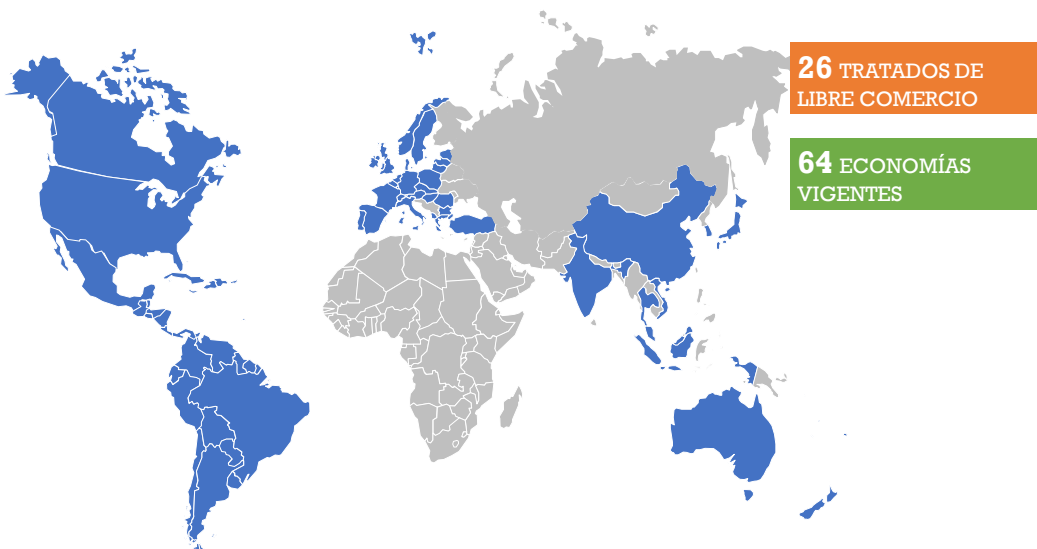 26 TRATADOS DE
LIBRE COMERCIO
64 ECONOMÍAS
VIGENTES